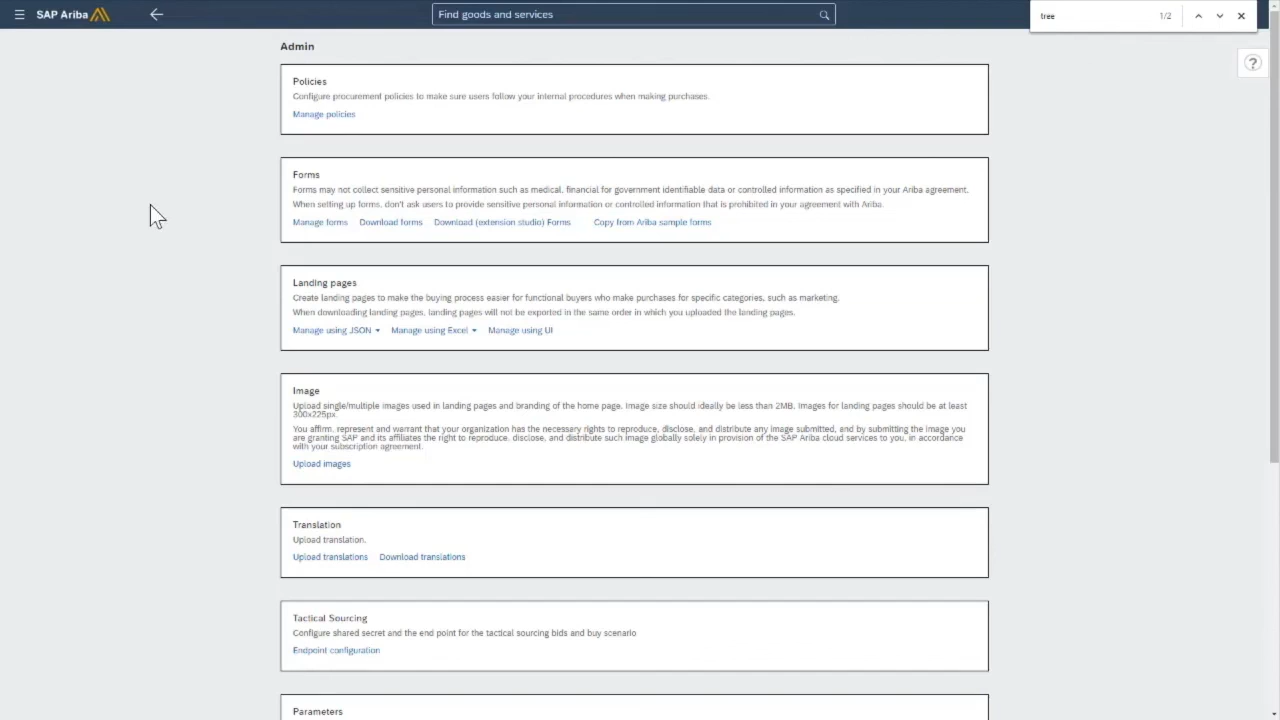 SAP Ariba
Find goods and services
tree
1/2
Admin
Policies
Configure procurement policies to make sure users follow your internal procedures when making purchases.
Manage policies
Forms
Forms may not collect sensitive personal information such as medical, financial for government identifiable data or controlled information as specified in your Ariba agreement.
When setting up forms, don't ask users to provide sensitive personal information or controlled information that is prohibited in your agreement with Ariba.
Manage forms Download forms Download (extension studio) Forms Copy from Ariba sample forms
Landing pages
Create landing pages to make the buying process easier for functional buyers who make purchases for specific categories, such as marketing.
When downloading landing pages, landing pages will not be exported in the same order in which you uploaded the landing pages.
Manage using JSON Manage using Excel Manage using UI
Image
Upload single/multiple images used in landing pages and branding of the home page. Image size should ideally be less than 2MB. Images for landing pages should be at least
300x225px.
You affirm, represent and warrant that your organization has the necessary rights to reproduce, disclose, and distribute any image submitted, and by submitting the image you
are granting SAP and its affiliates the right to reproduce, disclose, and distribute such image globally solely in provision of the SAP Ariba cloud services to you, in accordance
with your subscription agreement.
Upload images
Translation
Upload translation.
Upload translations Download translations
Tactical Sourcing
Configure shared secret and the end point for the tactical sourcing bids and buy scenario
Endpoint configuration
Parameters